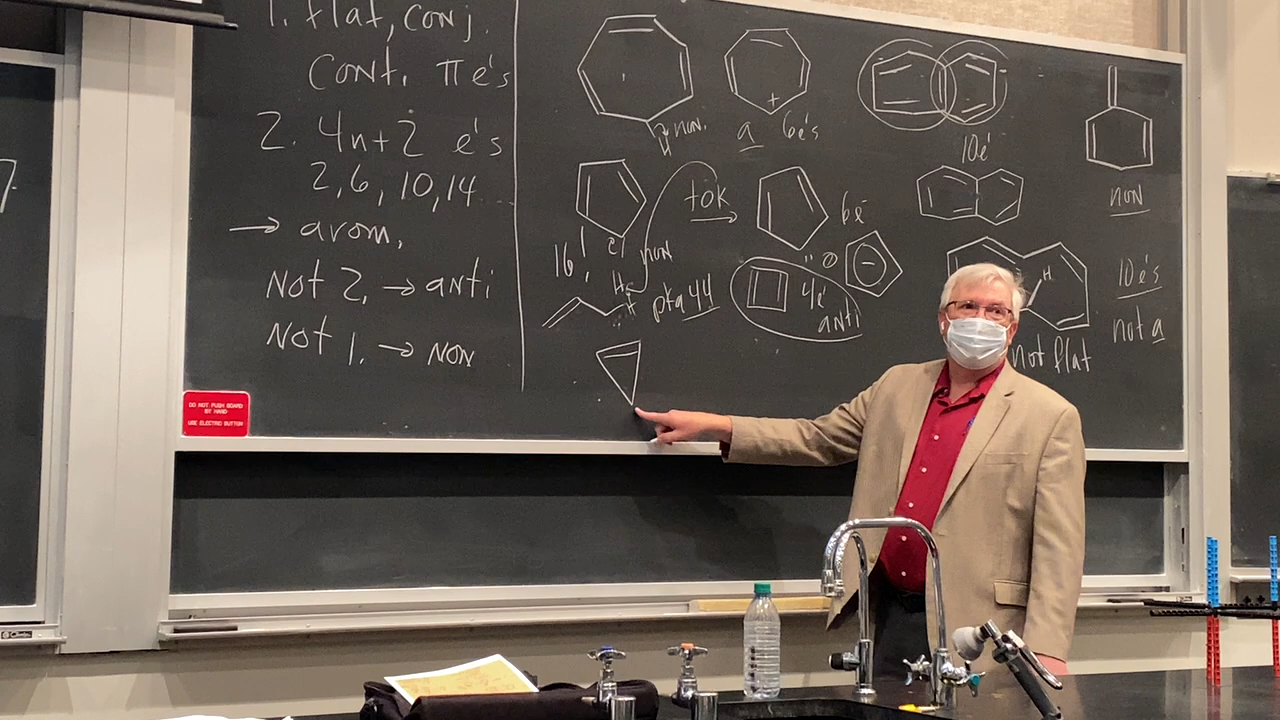 1. flat, conj.
cont. πe's
2. 4n+2 e's
2, 6, 10, 14...
→ arom.
Not 2. → anti
Not 1. → NON
DO NOT PUSH BOARD
BY HAND
USE ELECTRIC BUTTON
non.
+
a 6e's
10e⁻
non
tok
6e⁻
16
non
H
pka 44
4e⁻
anti
H
10e's
not a
not flat